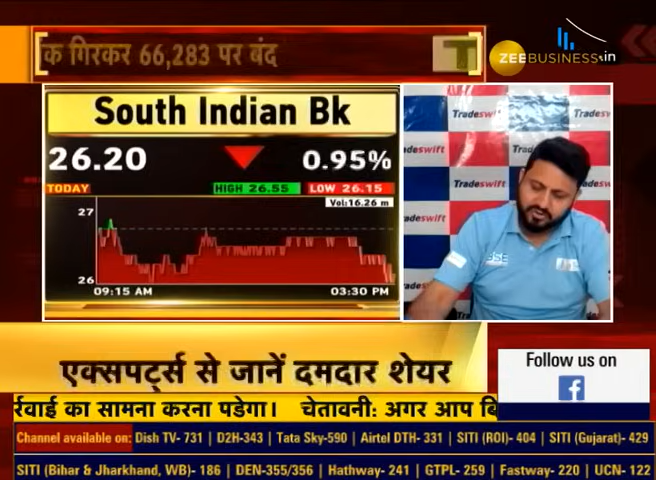 क गिरकर 66,283 पर बंद
ZEEBUSINESS.in
South Indian Bk
26.20
0.95%
TODAY
HIGH 26.55
LOW 26.15
Vol:16.26 m
27
26
09:15 AM
03:30 PM
Tradeswift
Tradeswift
Tradeswift
BSE
एक्सपर्ट्स से जानें दमदार शेयर
Follow us on
र्रवाई का सामना करना पडेगा। चेतावनी: अगर आप
Channel available on: Dish TV- 731 | D2H-343 | Tata Sky-590 | Airtel DTH- 331 | SITI (ROI)- 404 | SITI (Gujarat)- 429
SITI (Bihar & Jharkhand, WB)- 186 | DEN-355/356 | Hathway- 241 | GTPL- 259 | Fastway- 220 | UCN- 122